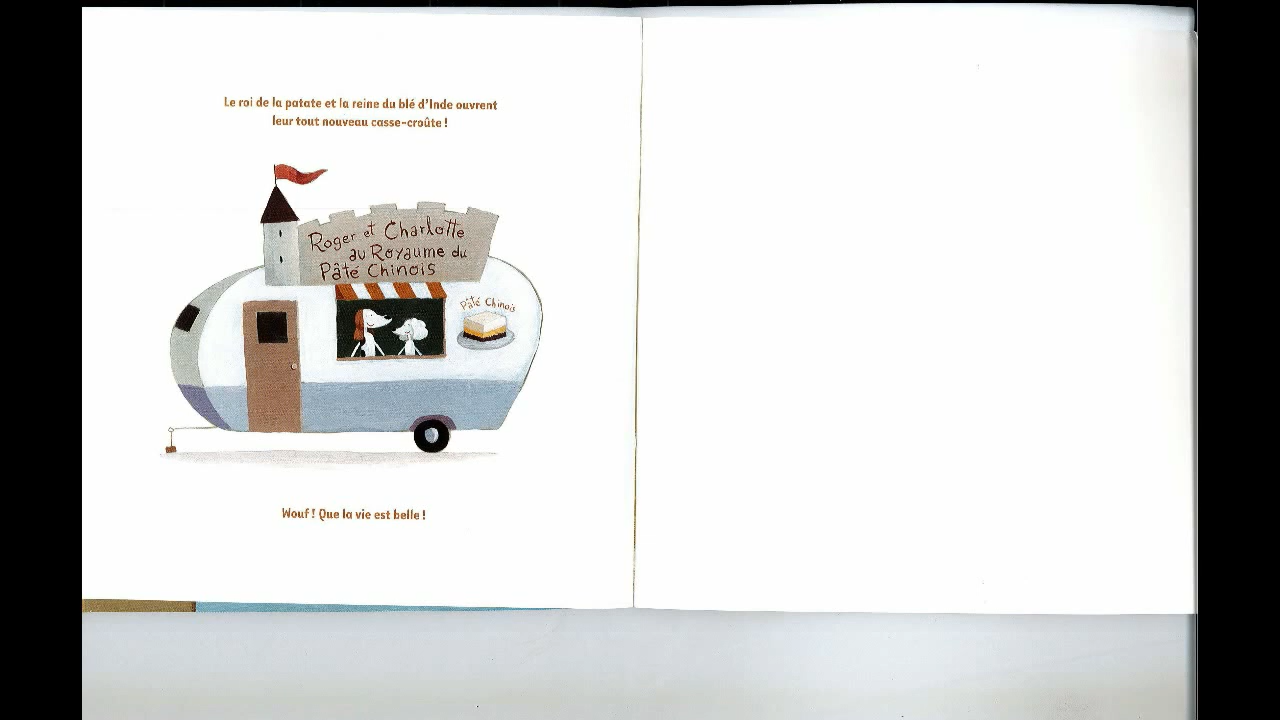 Le roi de la patate et la reine du blé d'Inde ouvrent
leur tout nouveau casse-croûte !
Roger et Charlotte
au Royaume du
Pâté Chinois
Pâté Chinois
Wouf ! Que la vie est belle !